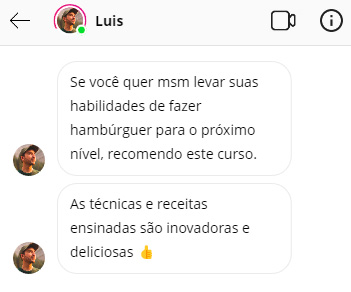 Luis
Se você quer msm levar suas
habilidades de fazer
hambúrguer para o próximo
nível, recomendo este curso.
As técnicas e receitas
ensinadas são inovadoras e
deliciosas 👍